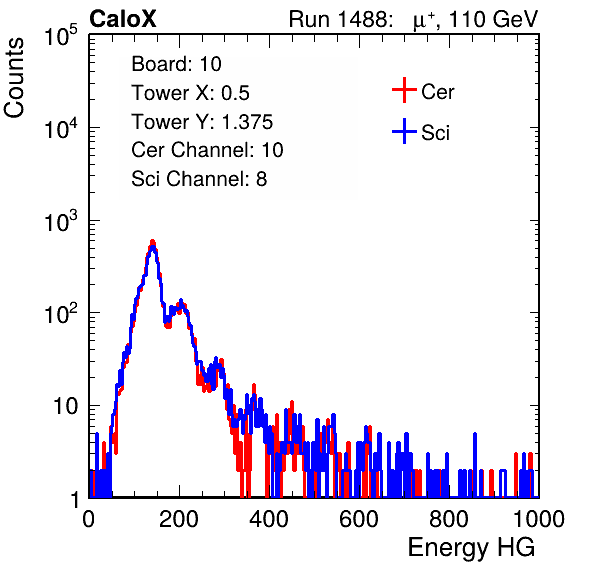 CaloX Run 1488: μ⁺, 110 GeV
Counts
Board: 10
Tower X: 0.5
Tower Y: 1.375
Cer Channel: 10
Sci Channel: 8
Cer
Sci
10⁵
10⁴
10³
10²
10
1
0 200 400 600 800 1000
Energy HG